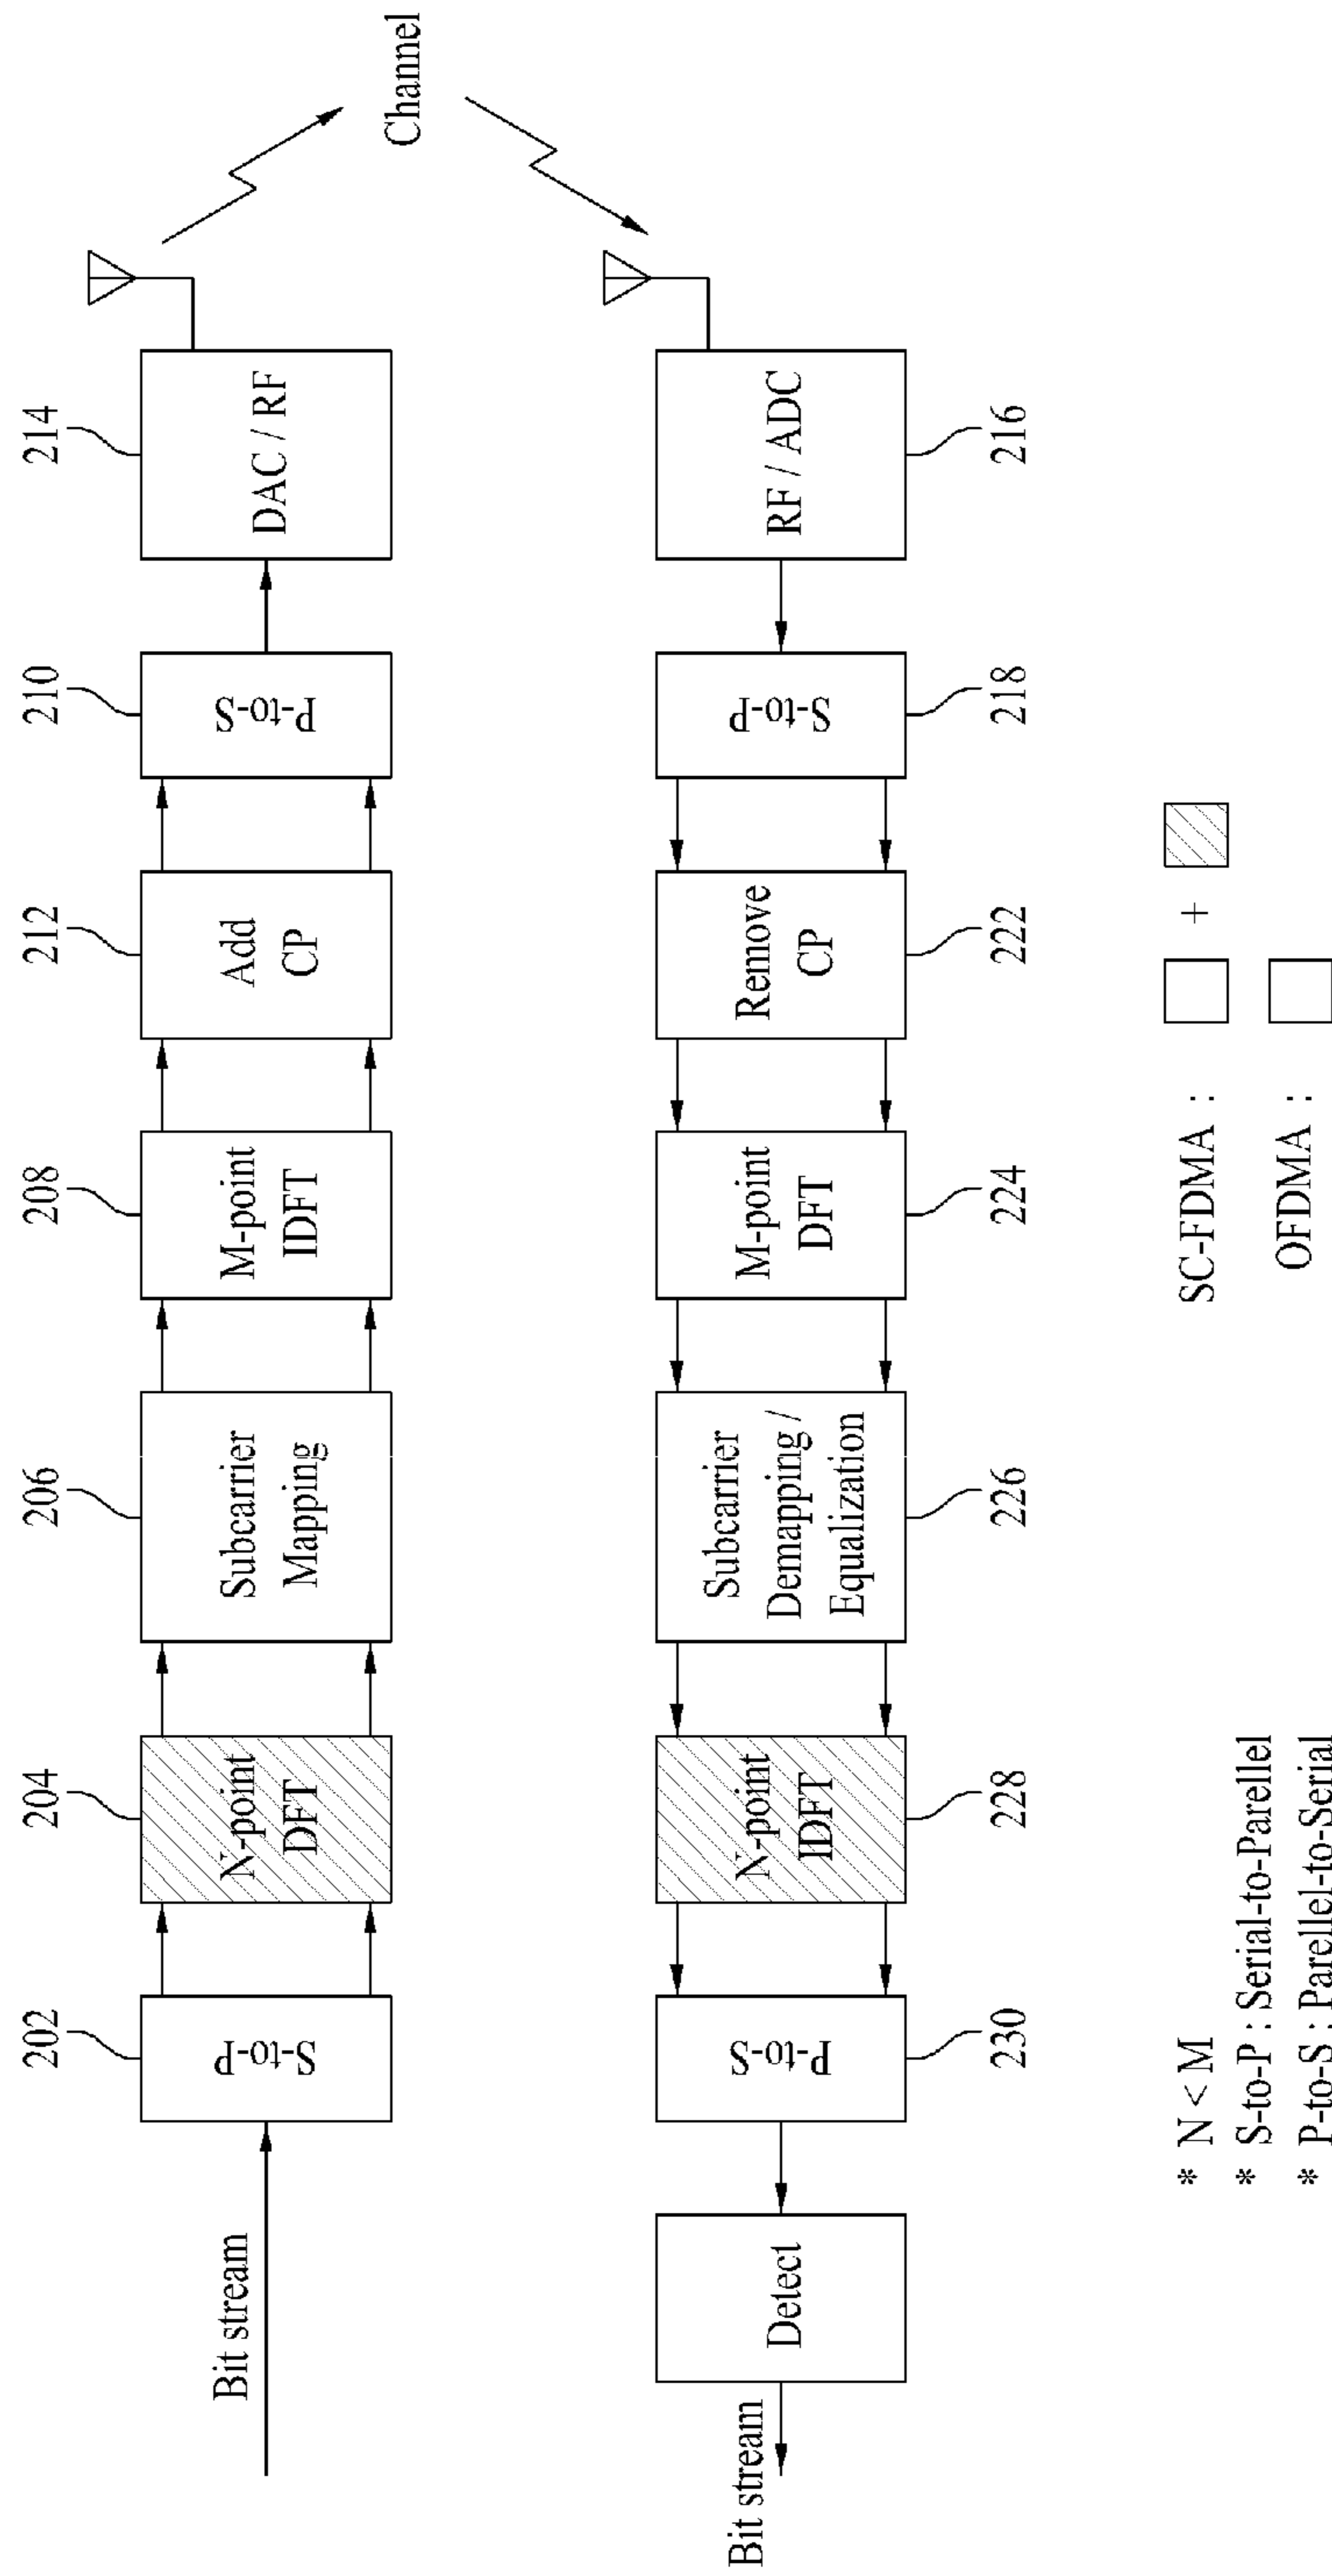 202
204
206
208
212
210
214
Bit stream
S-to-P
N-point
DFT
Subcarrier
Mapping
M-point
IDFT
Add
CP
P-to-S
DAC / RF
Channel
Bit stream
Detect
P-to-S
N-point
IDFT
Subcarrier
Demapping /
Equalization
M-point
DFT
Remove
CP
S-to-P
RF / ADC
230
228
226
224
222
218
216
* N < M
* S-to-P : Serial-to-Parellel
* P-to-S : Parellel-to-Serial
SC-FDMA : +
OFDMA :